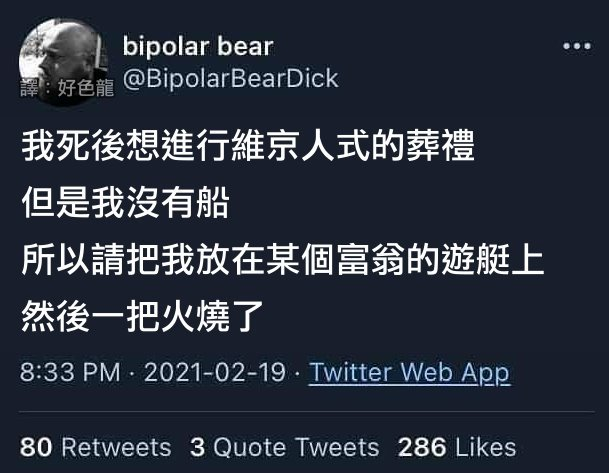 bipolar bear
@BipolarBearDick
譯：好色龍
我死後想進行維京人式的葬禮
但是我沒有船
所以請把我放在某個富翁的遊艇上
然後一把火燒了
8:33 PM · 2021-02-19 · Twitter Web App
80 Retweets 3 Quote Tweets 286 Likes